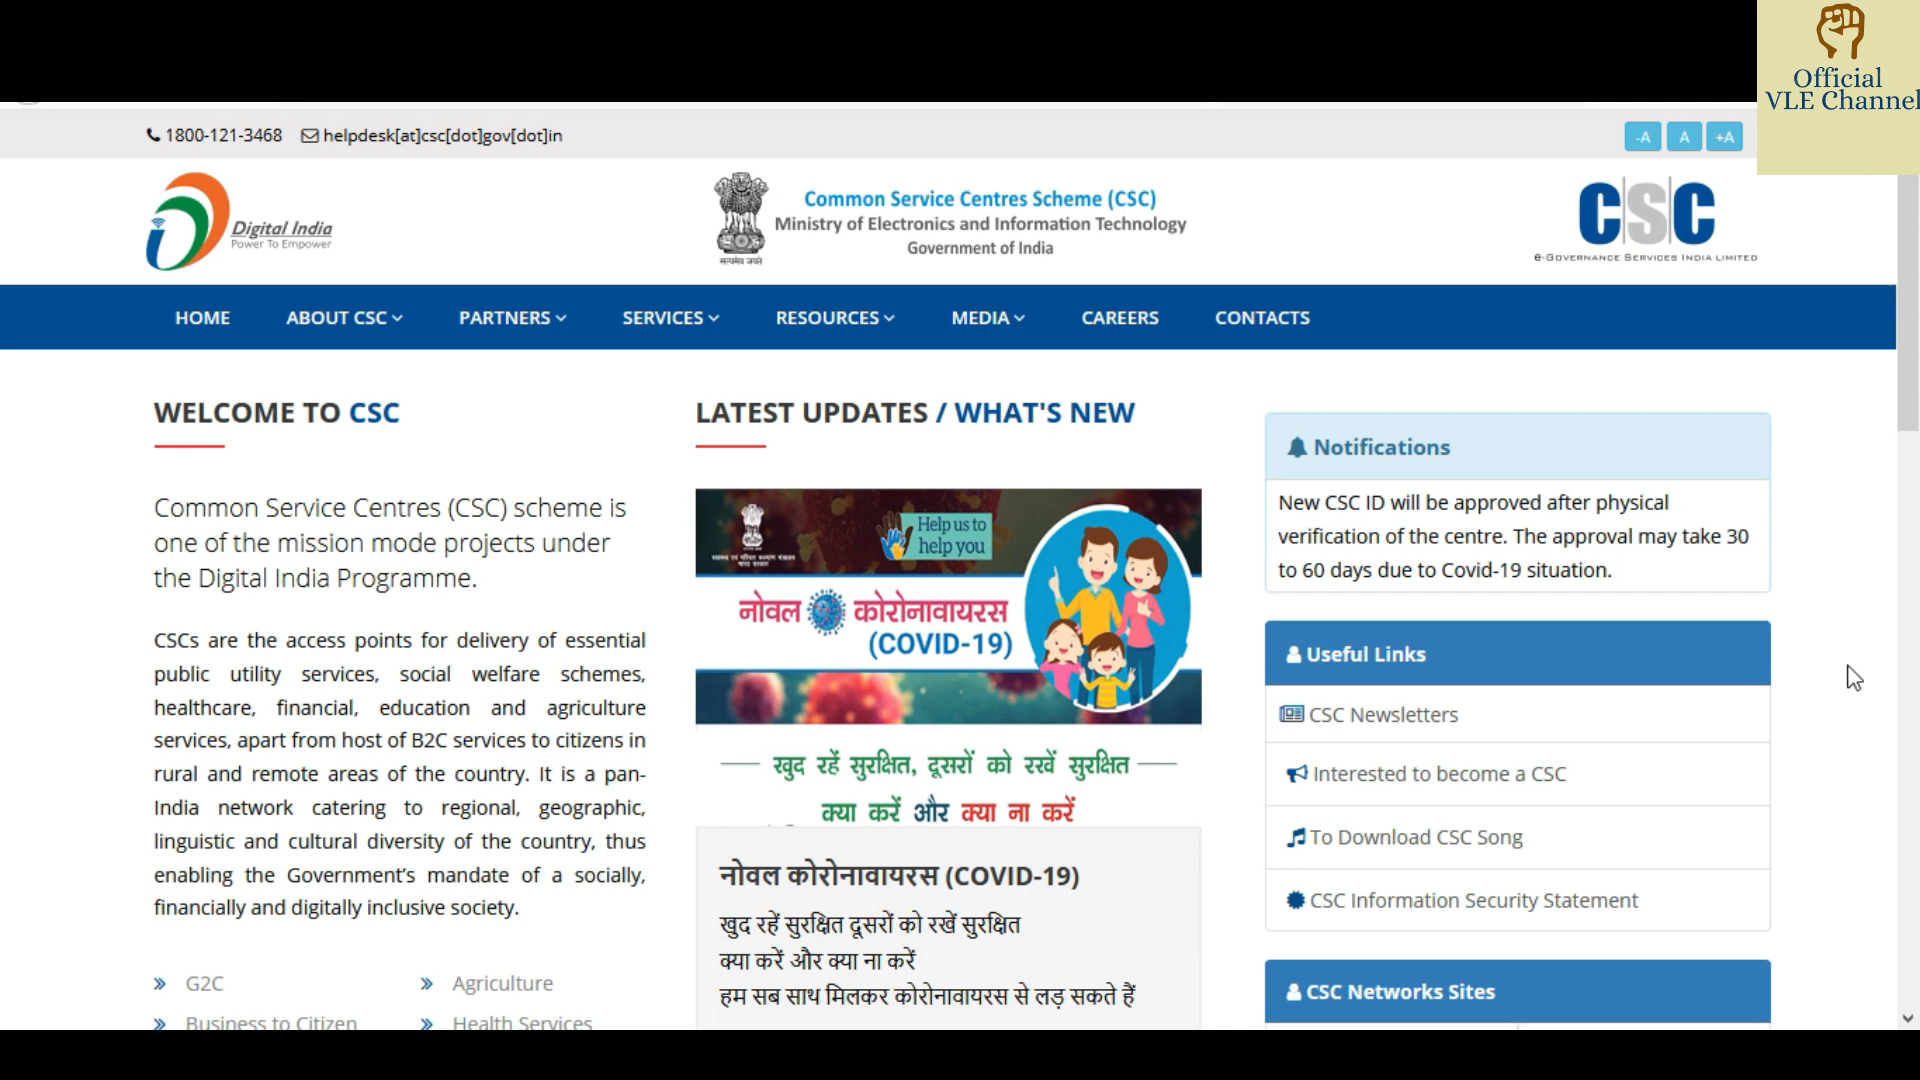 Official
VLE Channel
1800-121-3468 helpdesk[at]csc[dot]gov[dot]in
-A A +A
Digital India
Power To Empower
सत्यमेव जयते
Common Service Centres Scheme (CSC)
Ministry of Electronics and Information Technology
Government of India
CSC
e-Governance Services India Limited
HOME ABOUT CSC PARTNERS SERVICES RESOURCES MEDIA CAREERS CONTACTS
WELCOME TO CSC
Common Service Centres (CSC) scheme is
one of the mission mode projects under
the Digital India Programme.
CSCs are the access points for delivery of essential
public utility services, social welfare schemes,
healthcare, financial, education and agriculture
services, apart from host of B2C services to citizens in
rural and remote areas of the country. It is a pan-
India network catering to regional, geographic,
linguistic and cultural diversity of the country, thus
enabling the Government's mandate of a socially,
financially and digitally inclusive society.
G2C Agriculture
Business to Citizen Health Services
LATEST UPDATES / WHAT'S NEW
Help us to
help you
नोवल कोरोनावायरस
(COVID-19)
खुद रहें सुरक्षित, दूसरों को रखें सुरक्षित
क्या करें और क्या ना करें
नोवल कोरोनावायरस (COVID-19)
खुद रहें सुरक्षित दूसरों को रखें सुरक्षित
क्या करें और क्या ना करें
हम सब साथ मिलकर कोरोनावायरस से लड़ सकते हैं
Notifications
New CSC ID will be approved after physical
verification of the centre. The approval may take 30
to 60 days due to Covid-19 situation.
Useful Links
CSC Newsletters
Interested to become a CSC
To Download CSC Song
CSC Information Security Statement
CSC Networks Sites